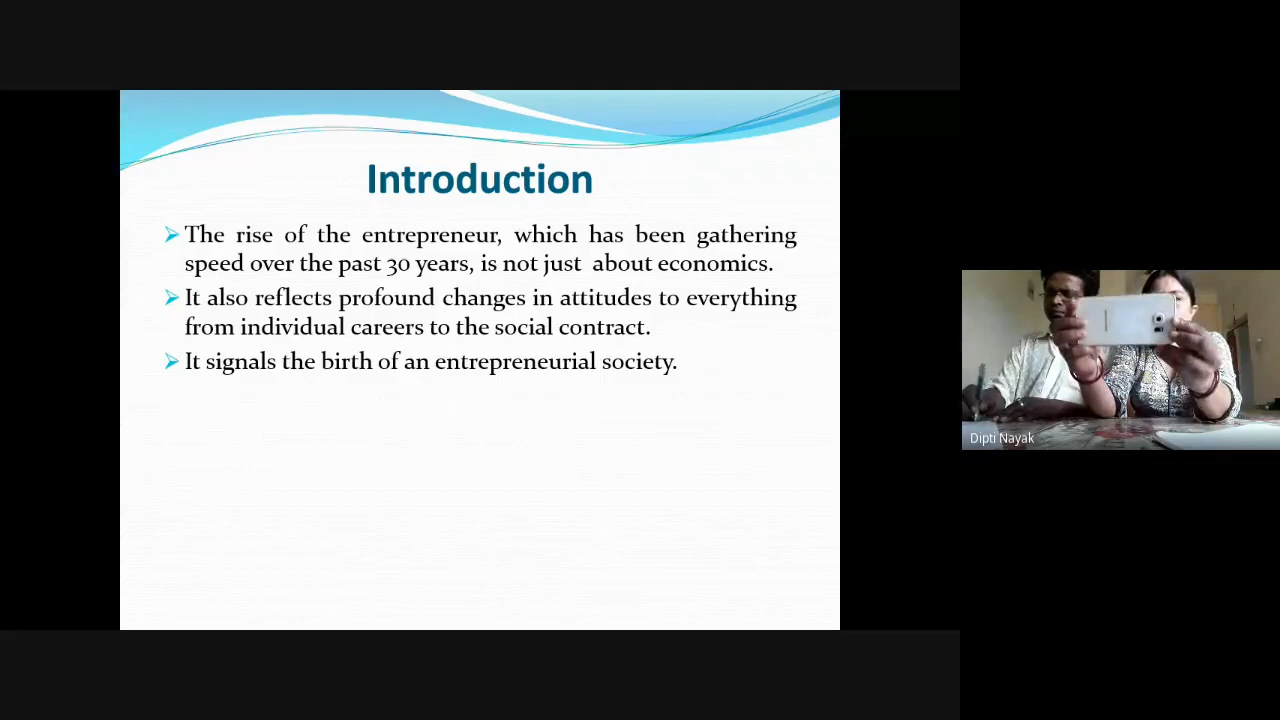 Introduction
The rise of the entrepreneur, which has been gathering
speed over the past 30 years, is not just about economics.
It also reflects profound changes in attitudes to everything
from individual careers to the social contract.
It signals the birth of an entrepreneurial society.
Dipti Nayak